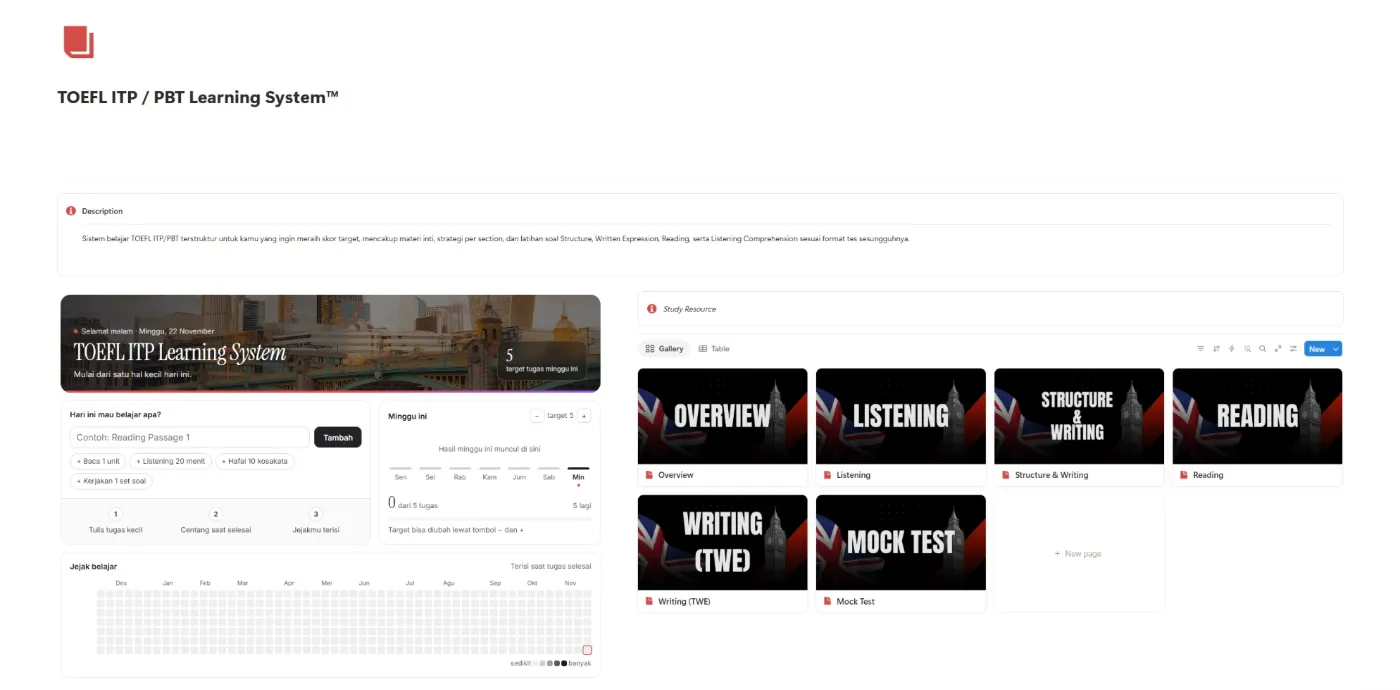 TOEFL ITP / PBT Learning System™
Description
Sistem belajar TOEFL ITP/PBT terstruktur untuk kamu yang ingin meraih skor target, mencakup materi inti, strategi per section, dan latihan soal Structure, Written Expression, Reading, serta Listening Comprehension sesuai format tes sesungguhnya.
Selamat malam · Minggu, 22 November
TOEFL ITP Learning System
Mulai dari satu hal kecil hari ini.
5
target tugas minggu ini
Hari ini mau belajar apa?
Contoh: Reading Passage 1
Tambah
+ Baca 1 unit
+ Listening 20 menit
+ Hafal 10 kosakata
+ Kerjakan 1 set soal
1
2
3
Tulis tugas kecil
Centang saat selesai
Jejakmu terisi
Minggu ini
− target 5 +
Hasil minggu ini muncul di sini
Sen Sel Rab Kam Jum Sab Min
0 dari 5 tugas
5 lagi
Target bisa diubah lewat tombol − dan +
Jejak belajar
Terisi saat tugas selesai
Des Jan Feb Mar Apr Mei Jun Jul Agu Sep Okt Nov
sedikit
banyak
Study Resource
Gallery
Table
New
OVERVIEW
Overview
LISTENING
Listening
STRUCTURE
&
WRITING
Structure & Writing
READING
Reading
WRITING
(TWE)
Writing (TWE)
MOCK TEST
Mock Test
+ New page